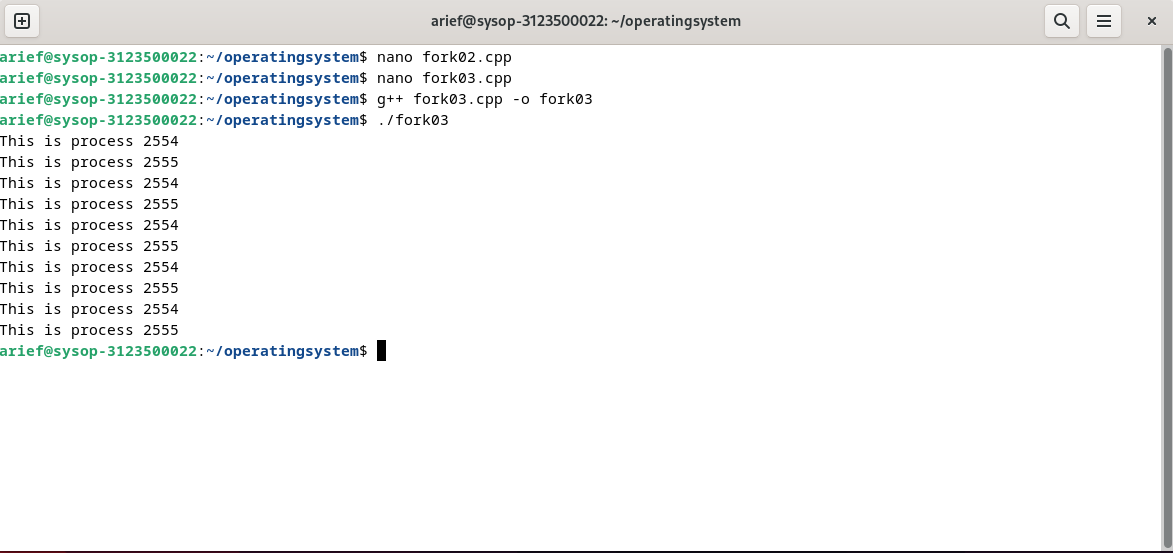 arief@sysop-3123500022: ~/operatingsystem
arief@sysop-3123500022:~/operatingsystem$ nano fork02.cpp
arief@sysop-3123500022:~/operatingsystem$ nano fork03.cpp
arief@sysop-3123500022:~/operatingsystem$ g++ fork03.cpp -o fork03
arief@sysop-3123500022:~/operatingsystem$ ./fork03
This is process 2554
This is process 2555
This is process 2554
This is process 2555
This is process 2554
This is process 2555
This is process 2554
This is process 2555
This is process 2554
This is process 2555
arief@sysop-3123500022:~/operatingsystem$